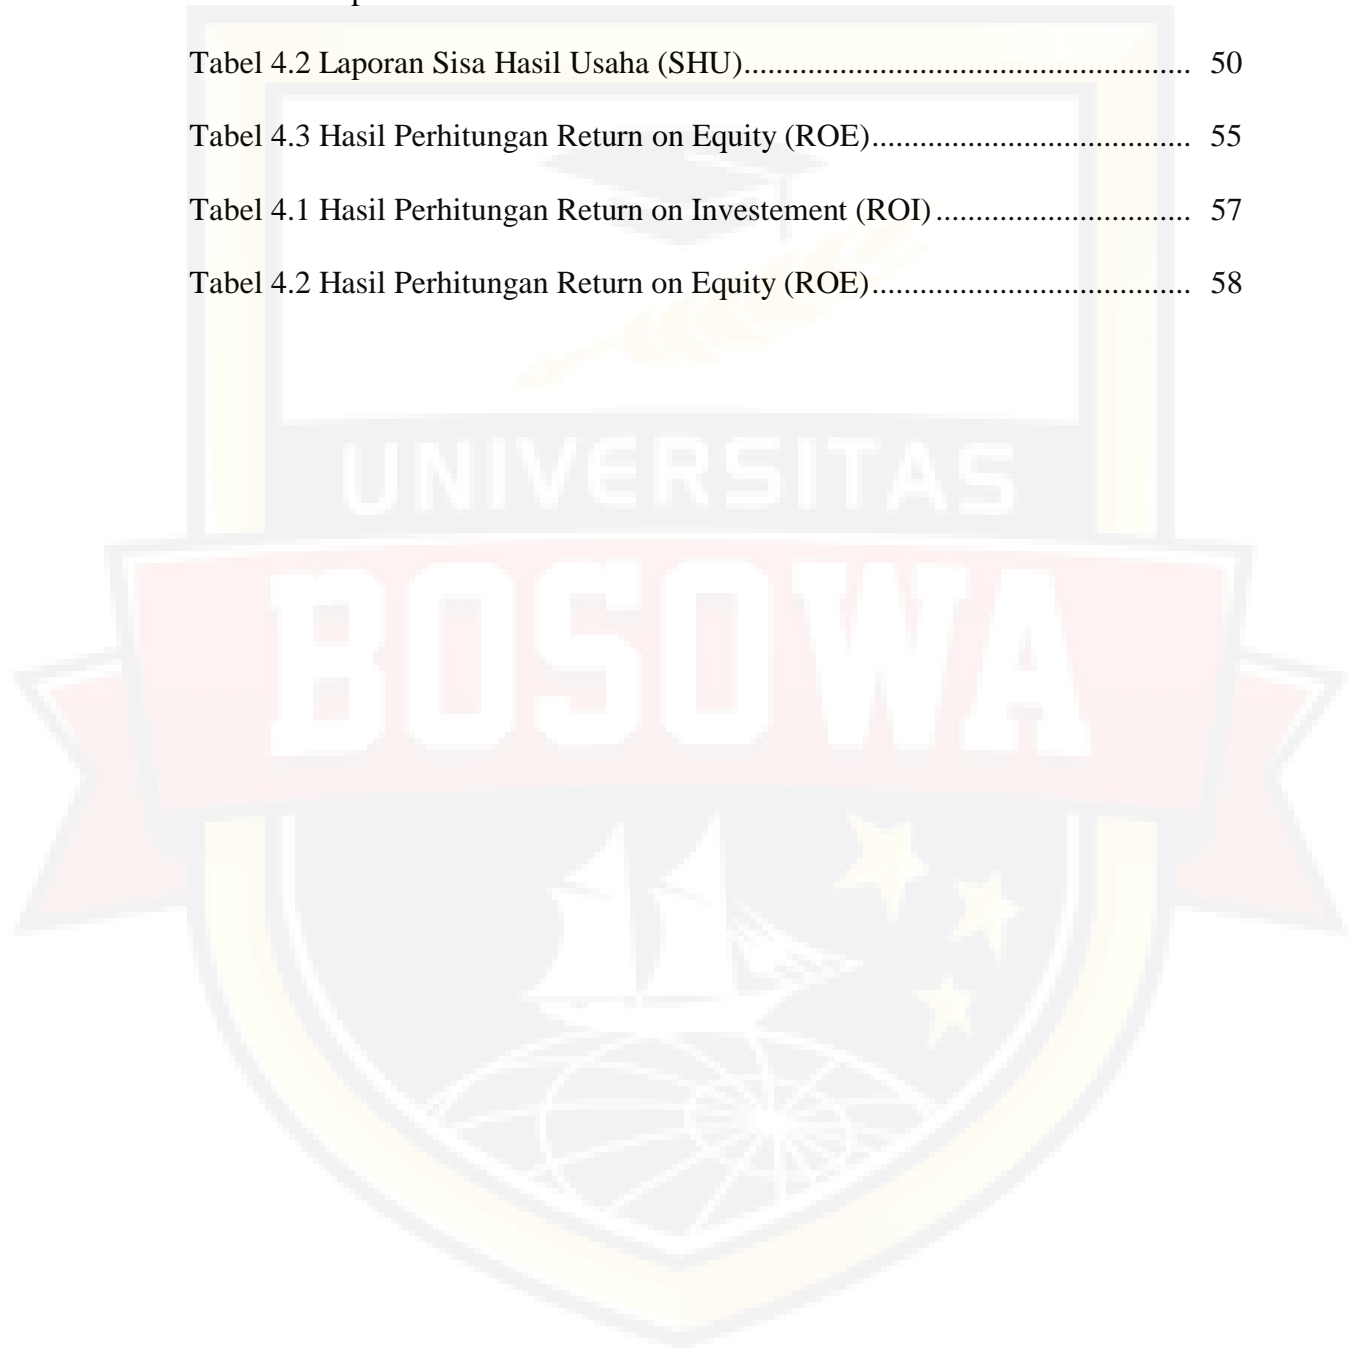 Tabel 4.2 Laporan Sisa Hasil Usaha (SHU)........................................................ 50
Tabel 4.3 Hasil Perhitungan Return on Equity (ROE)........................................ 55
Tabel 4.1 Hasil Perhitungan Return on Investement (ROI)................................ 57
Tabel 4.2 Hasil Perhitungan Return on Equity (ROE)........................................ 58
UNIVERSITAS
BOSOWA